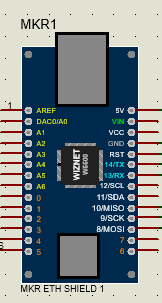 MKR1
1
AREF 5V
DAC0/A0 VIN
A1 VCC
A2 GND
A3 RST
A4 14/TX
A5 13/RX
A6 12/SCL
0 11/SDA
1 10/MISO
2 9/SCK
3 8/MOSI
4 7
5 6
WIZNET
W5500
MKR ETH SHIELD 1